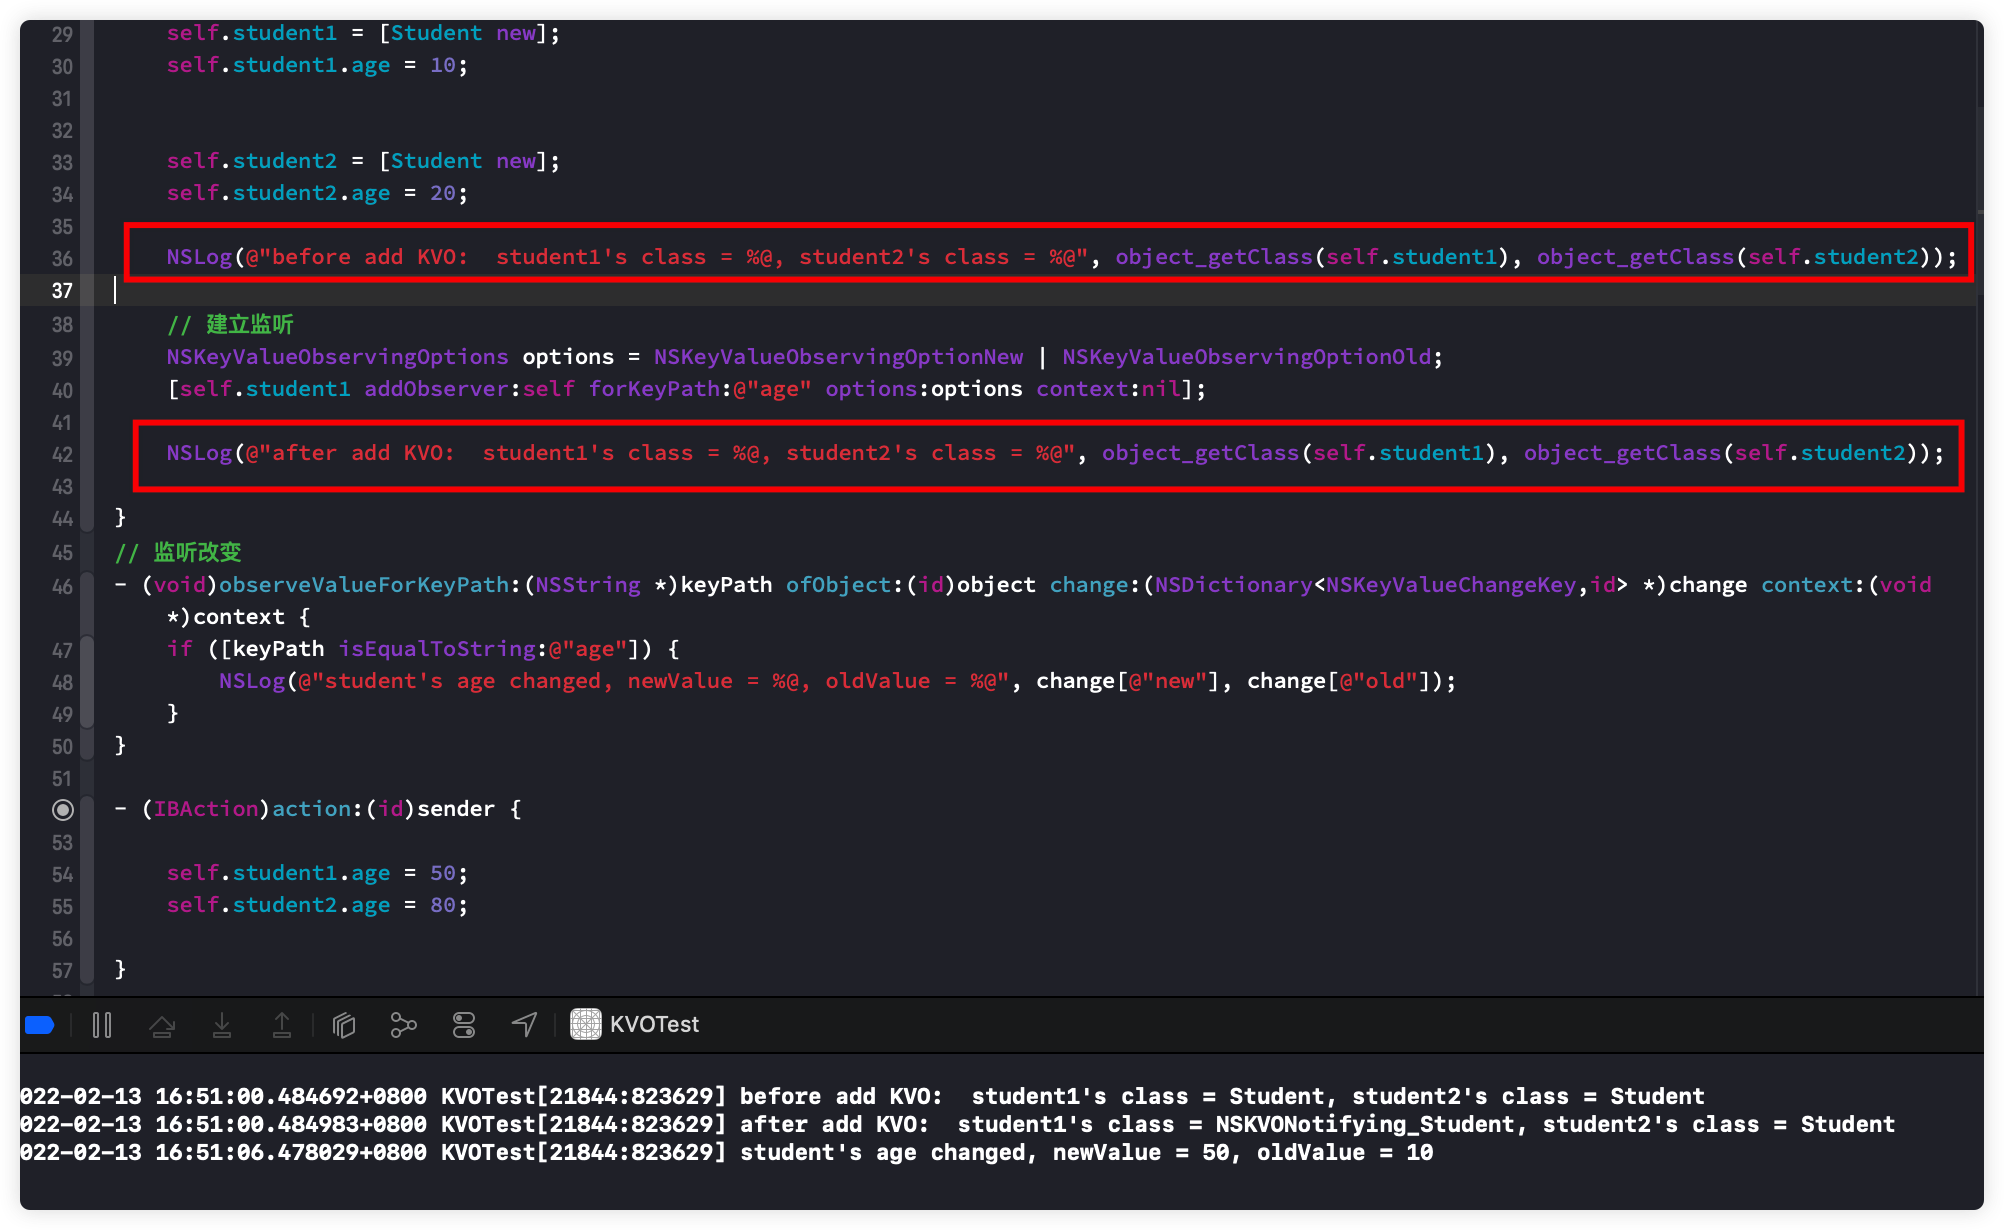 29 self.student1 = [Student new];
30 self.student1.age = 10;
31
32
33 self.student2 = [Student new];
34 self.student2.age = 20;
35
36 NSLog(@"before add KVO:  student1's class = %@, student2's class = %@", object_getClass(self.student1), object_getClass(self.student2));
37
38 // 建立监听
39 NSKeyValueObservingOptions options = NSKeyValueObservingOptionNew | NSKeyValueObservingOptionOld;
40 [self.student1 addObserver:self forKeyPath:@"age" options:options context:nil];
41
42 NSLog(@"after add KVO:  student1's class = %@, student2's class = %@", object_getClass(self.student1), object_getClass(self.student2));
43
44 }
45 // 监听改变
46 - (void)observeValueForKeyPath:(NSString *)keyPath ofObject:(id)object change:(NSDictionary<NSKeyValueChangeKey,id> *)change context:(void
*)context {
47 if ([keyPath isEqualToString:@"age"]) {
48 NSLog(@"student's age changed, newValue = %@, oldValue = %@", change[@"new"], change[@"old"]);
49 }
50 }
51
- (IBAction)action:(id)sender {
53
54 self.student1.age = 50;
55 self.student2.age = 80;
56
57 }
KVOTest
022-02-13 16:51:00.484692+0800 KVOTest[21844:823629] before add KVO:  student1's class = Student, student2's class = Student
022-02-13 16:51:00.484983+0800 KVOTest[21844:823629] after add KVO:  student1's class = NSKVONotifying_Student, student2's class = Student
022-02-13 16:51:06.478029+0800 KVOTest[21844:823629] student's age changed, newValue = 50, oldValue = 10